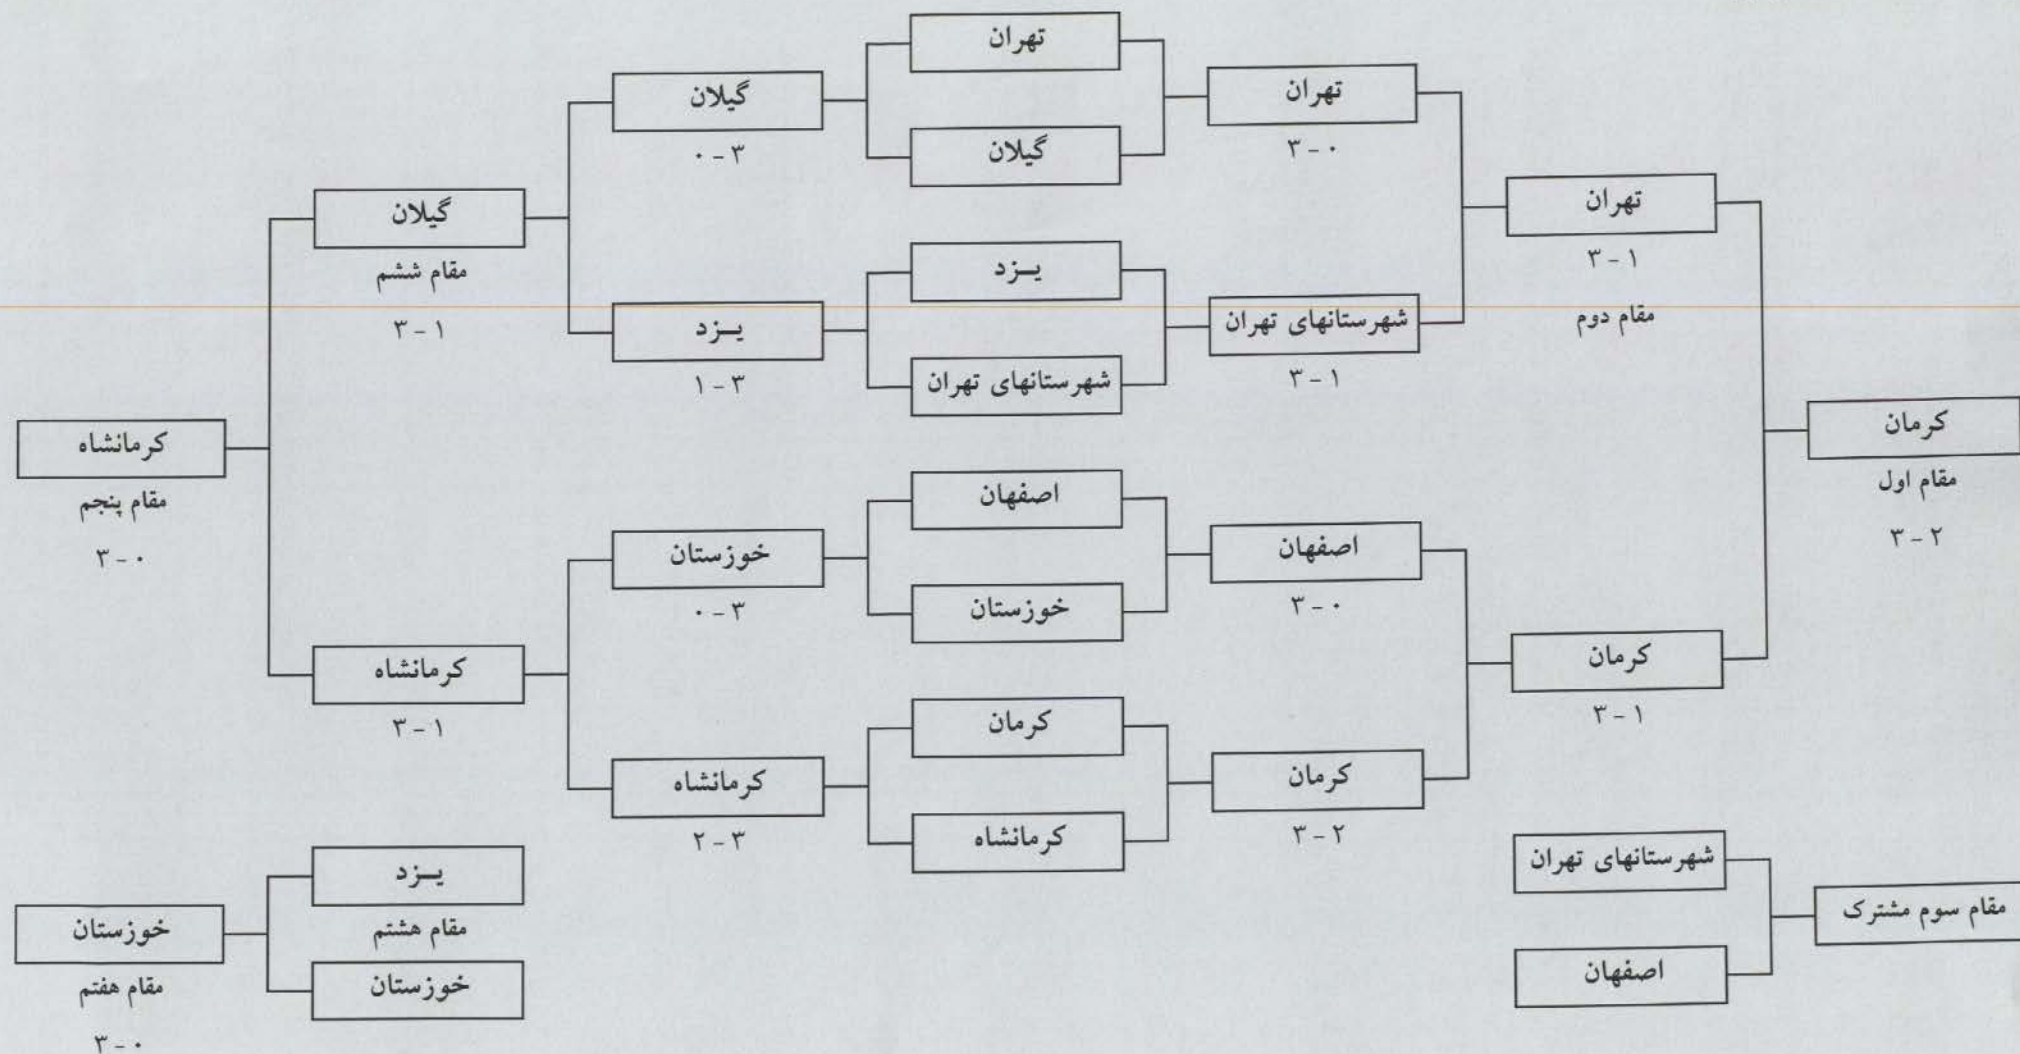 تهران
گیلان
تهران
۳-۰
گیلان
۰-۳
تهران
۳-۱
مقام دوم
گیلان
مقام ششم
۳-۱
یزد
شهرستانهای تهران
شهرستانهای تهران
۳-۱
یزد
۱-۳
کرمان
مقام اول
۳-۲
کرمانشاه
مقام پنجم
۳-۰
اصفهان
خوزستان
اصفهان
۳-۰
خوزستان
۰-۳
کرمان
۳-۱
کرمانشاه
۳-۱
کرمان
کرمانشاه
کرمان
۳-۲
کرمانشاه
۲-۳
شهرستانهای تهران
اصفهان
مقام سوم مشترک
یزد
مقام هشتم
خوزستان
خوزستان
مقام هفتم
۳-۰